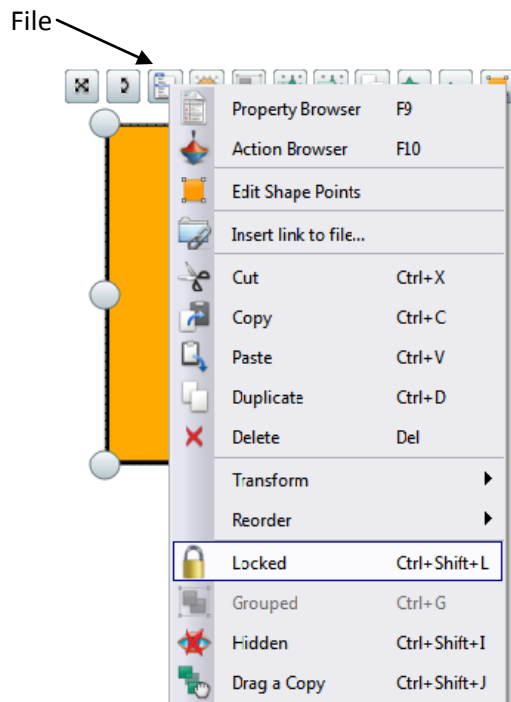 File
Property Browser F9
Action Browser F10
Edit Shape Points
Insert link to file...
Cut Ctrl+X
Copy Ctrl+C
Paste Ctrl+V
Duplicate Ctrl+D
Delete Del
Transform
Reorder
Locked Ctrl+Shift+L
Grouped Ctrl+G
Hidden Ctrl+Shift+I
Drag a Copy Ctrl+Shift+J